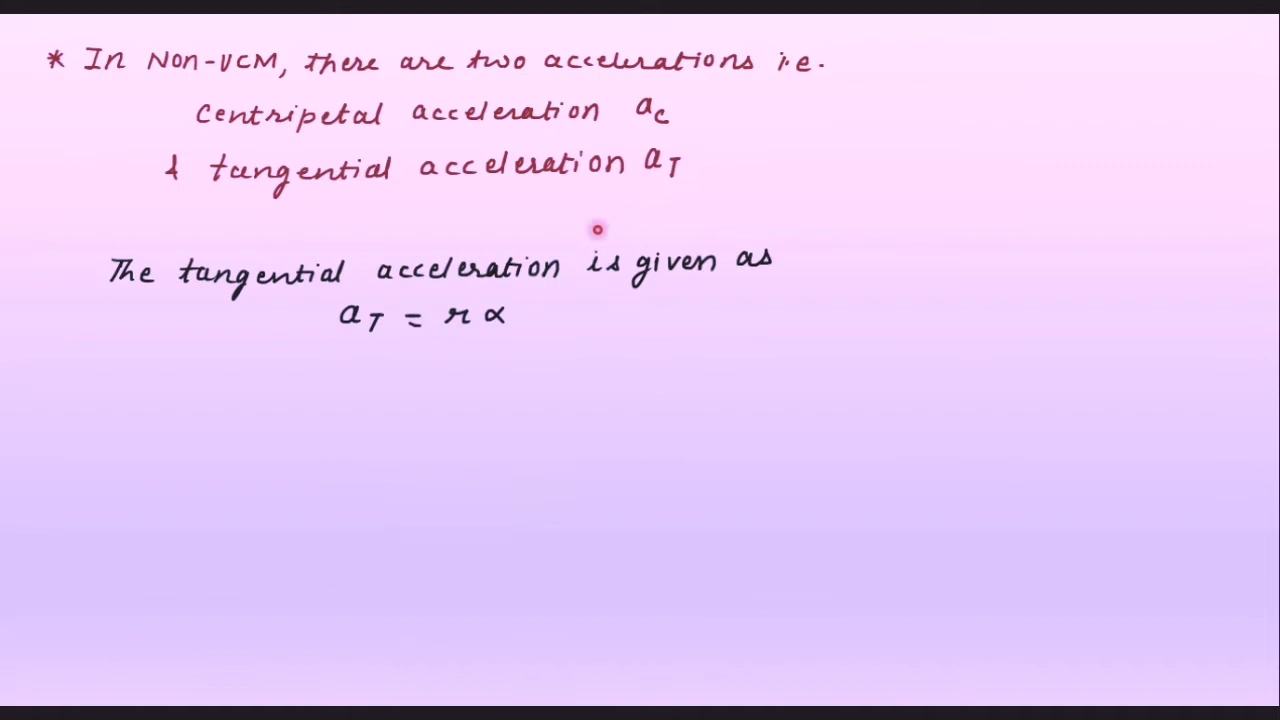 * In Non-UCM, there are two accelerations i.e.
Centripetal acceleration a_c
& tangential acceleration a_T
The tangential acceleration is given as
a_T = r α